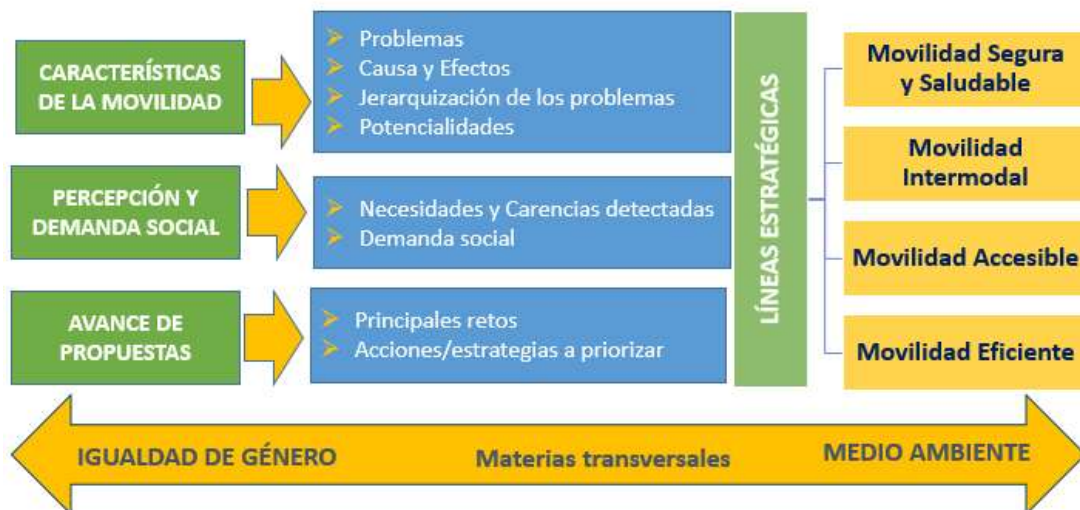 CARACTERÍSTICAS
DE LA MOVILIDAD
Problemas
Causa y Efectos
Jerarquización de los problemas
Potencialidades
PERCEPCIÓN Y
DEMANDA SOCIAL
Necesidades y Carencias detectadas
Demanda social
AVANCE DE
PROPUESTAS
Principales retos
Acciones/estrategias a priorizar
LÍNEAS ESTRATÉGICAS
Movilidad Segura
y Saludable
Movilidad
Intermodal
Movilidad Accesible
Movilidad Eficiente
IGUALDAD DE GÉNERO
Materias transversales
MEDIO AMBIENTE